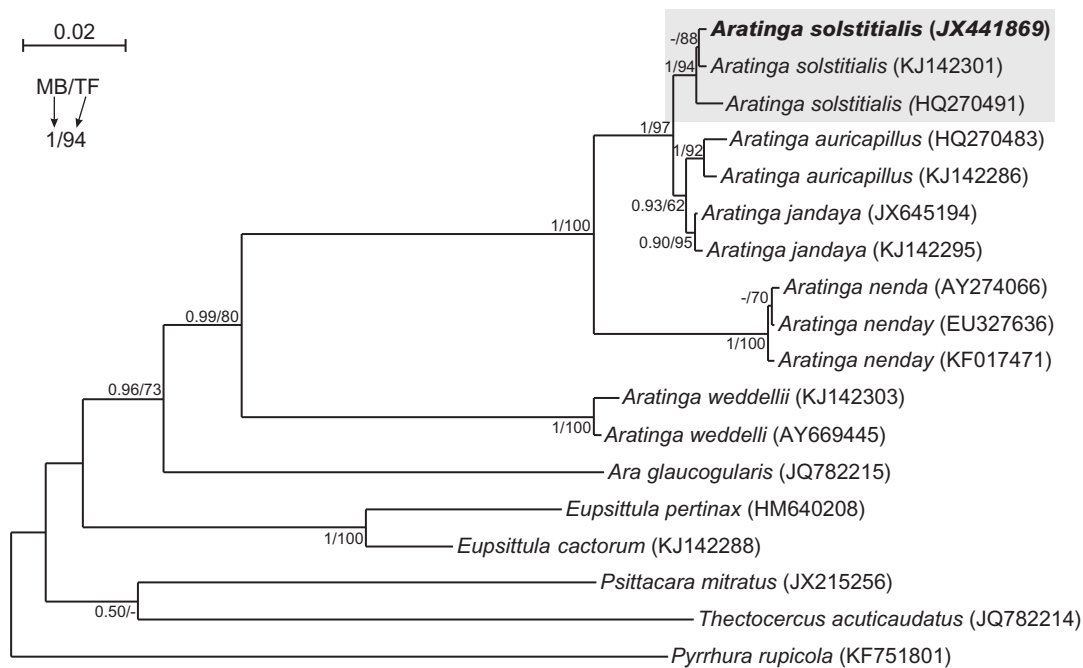 0.02
MB/TF
1/94
-/88
Aratinga solstitialis (JX441869)
1/94
Aratinga solstitialis (KJ142301)
Aratinga solstitialis (HQ270491)
1/97
Aratinga auricapillus (HQ270483)
1/92
Aratinga auricapillus (KJ142286)
0.93/62
Aratinga jandaya (JX645194)
0.90/95
Aratinga jandaya (KJ142295)
1/100
Aratinga nenda (AY274066)
-/70
Aratinga nenday (EU327636)
1/100
Aratinga nenday (KF017471)
0.99/80
Aratinga weddellii (KJ142303)
1/100
Aratinga weddelli (AY669445)
0.96/73
Ara glaucogularis (JQ782215)
Eupsittula pertinax (HM640208)
1/100
Eupsittula cactorum (KJ142288)
Psittacara mitratus (JX215256)
0.50/-
Thectocercus acuticaudatus (JQ782214)
Pyrrhura rupicola (KF751801)